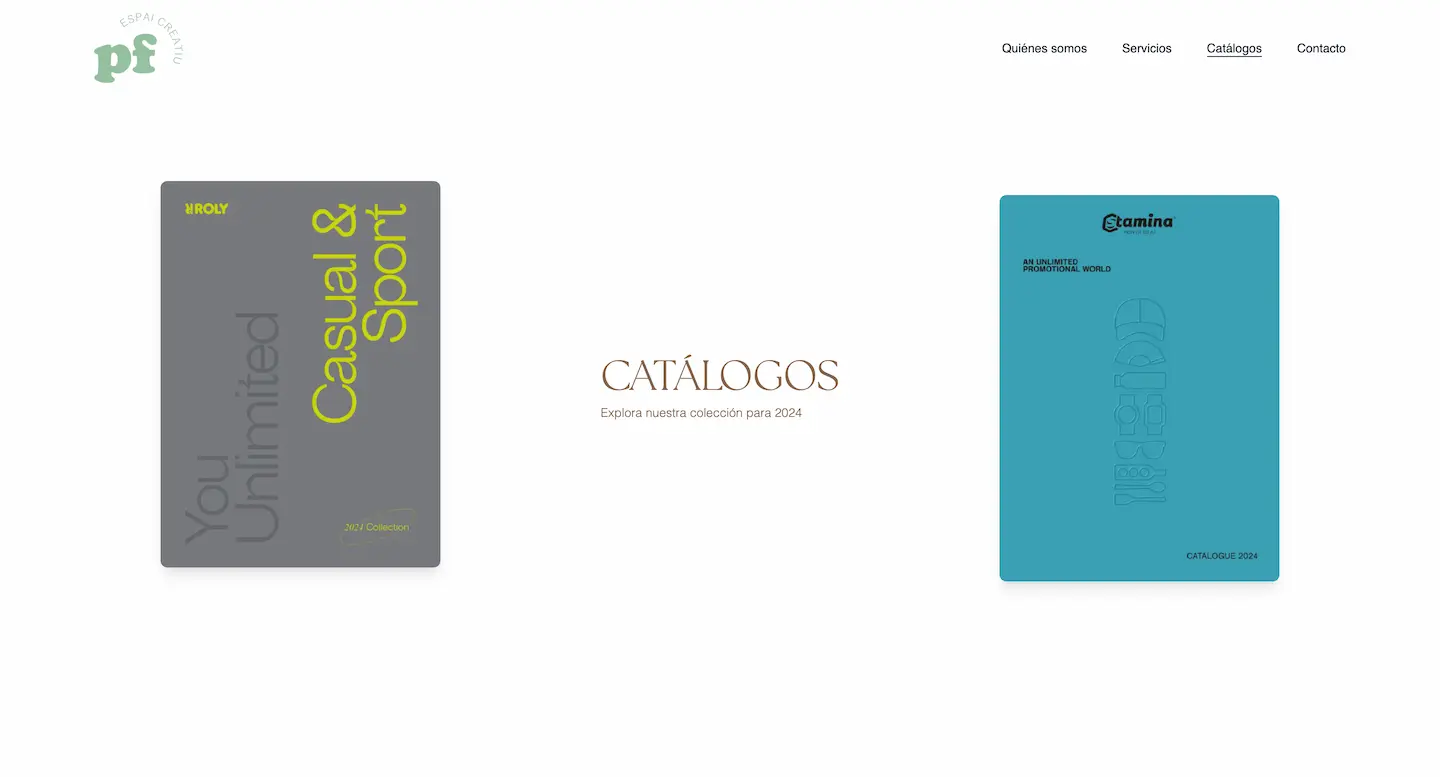 ESPAI CREATIU
pf
Quiénes somos
Servicios
Catálogos
Contacto
ROLY
Casual &
Sport
You
Unlimited
2024 Collection
CATÁLOGOS
Explora nuestra colección para 2024
Stamina
AN UNLIMITED
PROMOTIONAL WORLD
CATALOGUE 2024